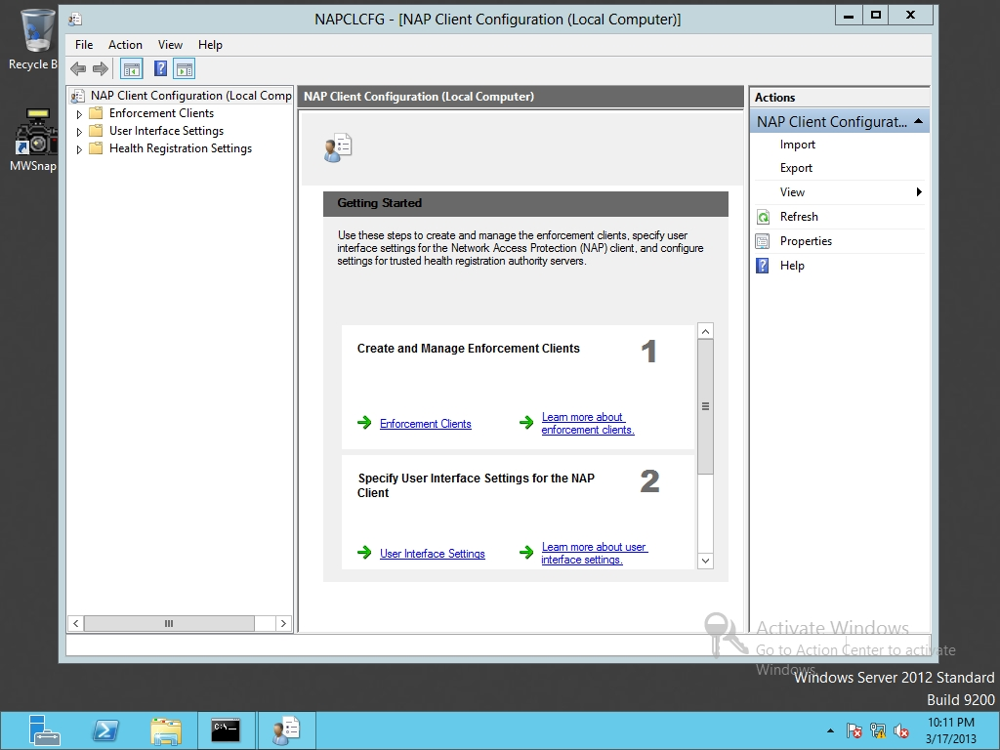 NAPCLCFG - [NAP Client Configuration (Local Computer)]
File Action View Help
Recycle B
MWSnap
NAP Client Configuration (Local Comp
Enforcement Clients
User Interface Settings
Health Registration Settings
NAP Client Configuration (Local Computer)
Getting Started
Use these steps to create and manage the enforcement clients, specify user
interface settings for the Network Access Protection (NAP) client, and configure
settings for trusted health registration authority servers.
Create and Manage Enforcement Clients
1
Enforcement Clients
Learn more about
enforcement clients.
Specify User Interface Settings for the NAP
Client
2
User Interface Settings
Learn more about user
interface settings.
Actions
NAP Client Configurat...
Import
Export
View
Refresh
Properties
Help
Activate Windows
Go to Action Center to activate
Windows.
Windows Server 2012 Standard
Build 9200
C:\.
10:11 PM
3/17/2013